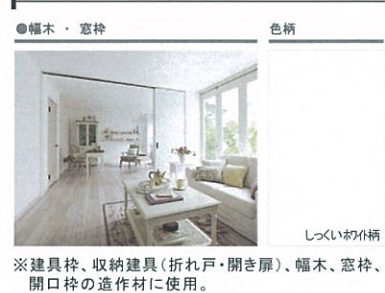 ●幅木 ・ 窓枠
色柄
しっくいホワイト柄
※建具枠、収納建具(折れ戸・開き扉)、幅木、窓枠、
開口枠の造作材に使用。